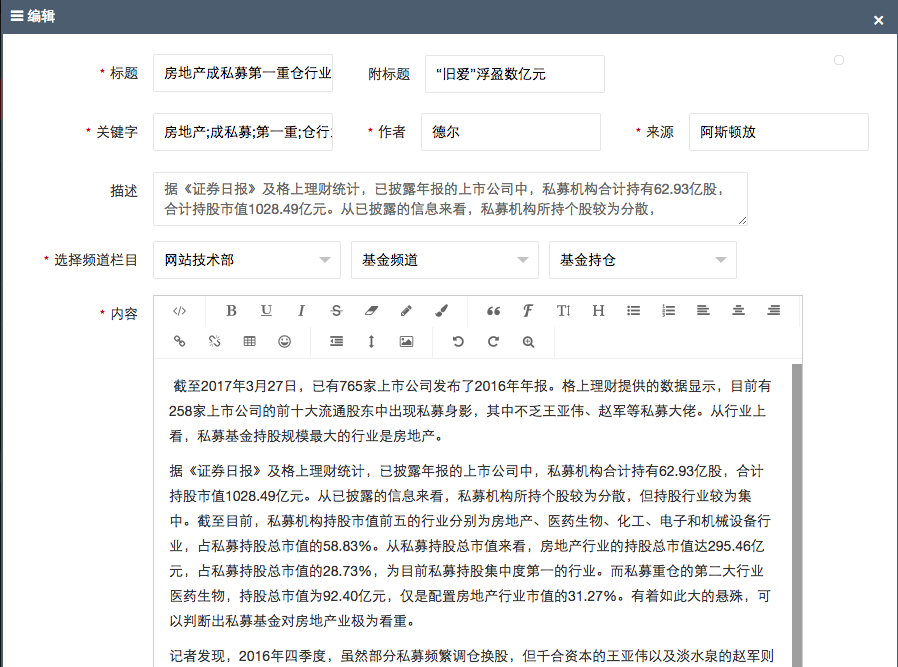 编辑
* 标题 房地产成私募第一重仓行业 附标题 “旧爱”浮盈数亿元
* 关键字 房地产;成私募;第一重;仓行 * 作者 德尔 * 来源 阿斯顿放
描述 据《证券日报》及格上理财统计，已披露年报的上市公司中，私募机构合计持有62.93亿股，
合计持股市值1028.49亿元。从已披露的信息来看，私募机构所持个股较为分散，
* 选择频道栏目 网站技术部 基金频道 基金持仓
* 内容
截至2017年3月27日，已有765家上市公司发布了2016年年报。格上理财提供的数据显示，目前有
258家上市公司的前十大流通股东中出现私募身影，其中不乏王亚伟、赵军等私募大佬。从行业上
看，私募基金持股规模最大的行业是房地产。
据《证券日报》及格上理财统计，已披露年报的上市公司中，私募机构合计持有62.93亿股，合计
持股市值1028.49亿元。从已披露的信息来看，私募机构所持个股较为分散，但持股行业较为集
中。截至目前，私募机构持股市值前五的行业分别为房地产、医药生物、化工、电子和机械设备行
业，占私募持股总市值的58.83%。从私募持股总市值来看，房地产行业的持股总市值达295.46亿
元，占私募持股总市值的28.73%，为目前私募持股集中度第一的行业。而私募重仓的第二大行业
医药生物，持股总市值为92.40亿元，仅是配置房地产行业市值的31.27%。有着如此大的悬殊，可
以判断出私募基金对房地产业极为看重。
记者发现，2016年四季度，虽然部分私募频繁调仓换股，但千合资本的王亚伟以及淡水泉的赵军则